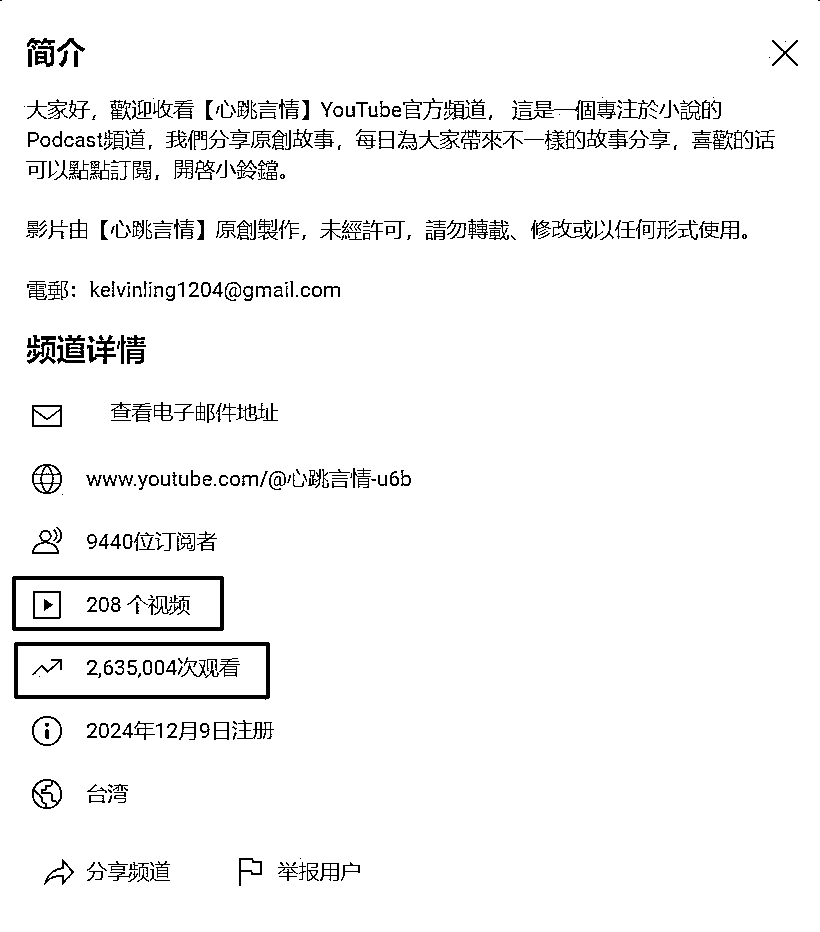 简介
大家好，歡迎收看【心跳言情】YouTube官方頻道， 這是一個專注於小說的
Podcast頻道，我們分享原創故事，每日為大家帶來不一樣的故事分享，喜歡的话
可以點點訂閱，開啓小鈴鐺。
影片由【心跳言情】原創製作，未經許可，請勿轉載、修改或以任何形式使用。
電郵：kelvinling1204@gmail.com
频道详情
查看电子邮件地址
www.youtube.com/@心跳言情-u6b
9440位订阅者
208 个视频
2,635,004次观看
2024年12月9日注册
台湾
分享频道 举报用户